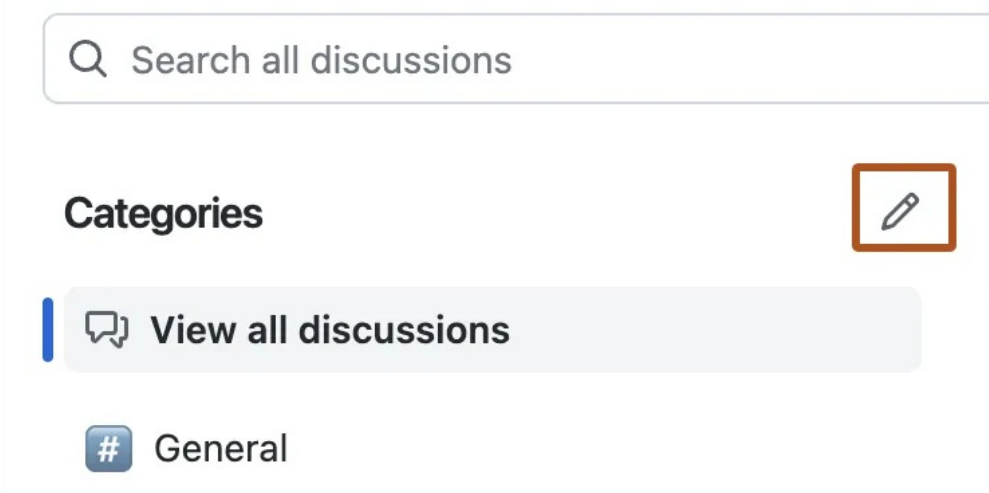 Search all discussions
Categories
View all discussions
# General